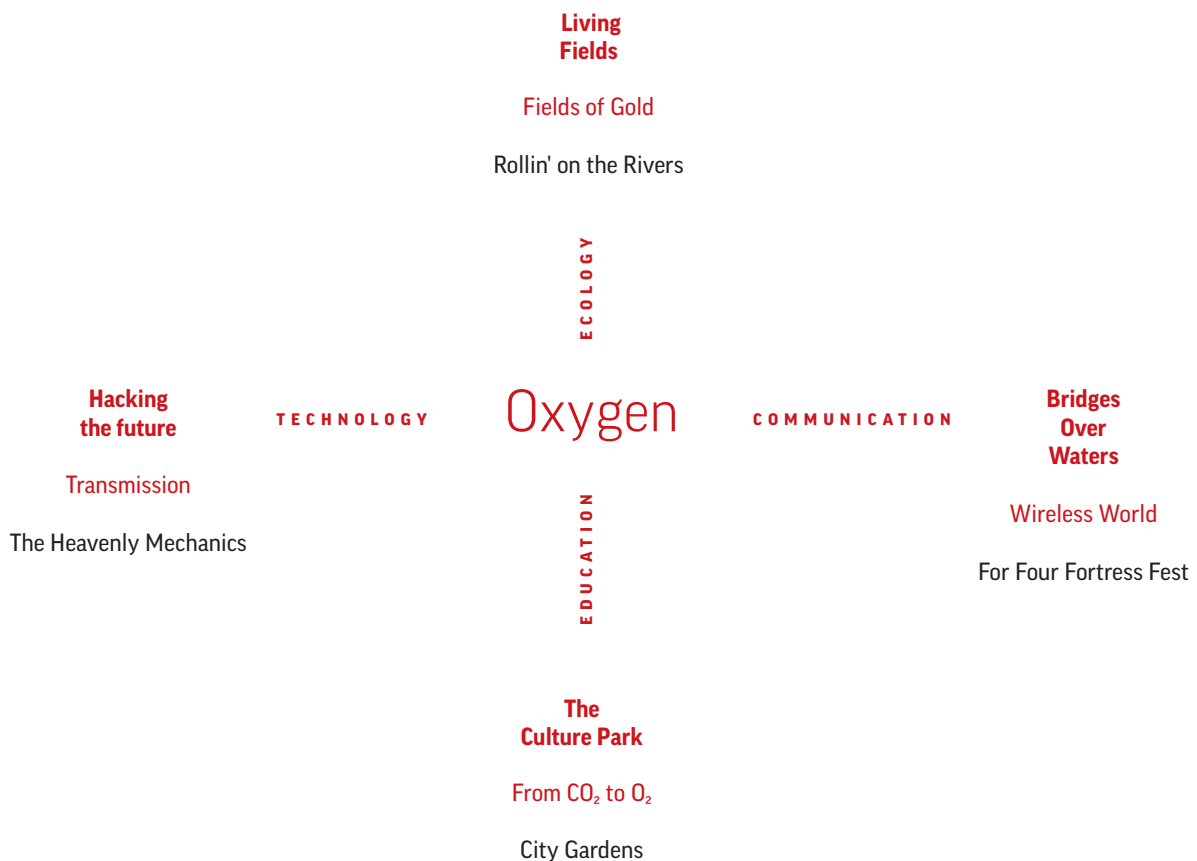 Living
Fields
Fields of Gold
Rollin' on the Rivers
ECOLOGY
Hacking
the future
Transmission
The Heavenly Mechanics
TECHNOLOGY
Oxygen
COMMUNICATION
Bridges
Over
Waters
Wireless World
For Four Fortress Fest
EDUCATION
The
Culture Park
From CO₂ to O₂
City Gardens